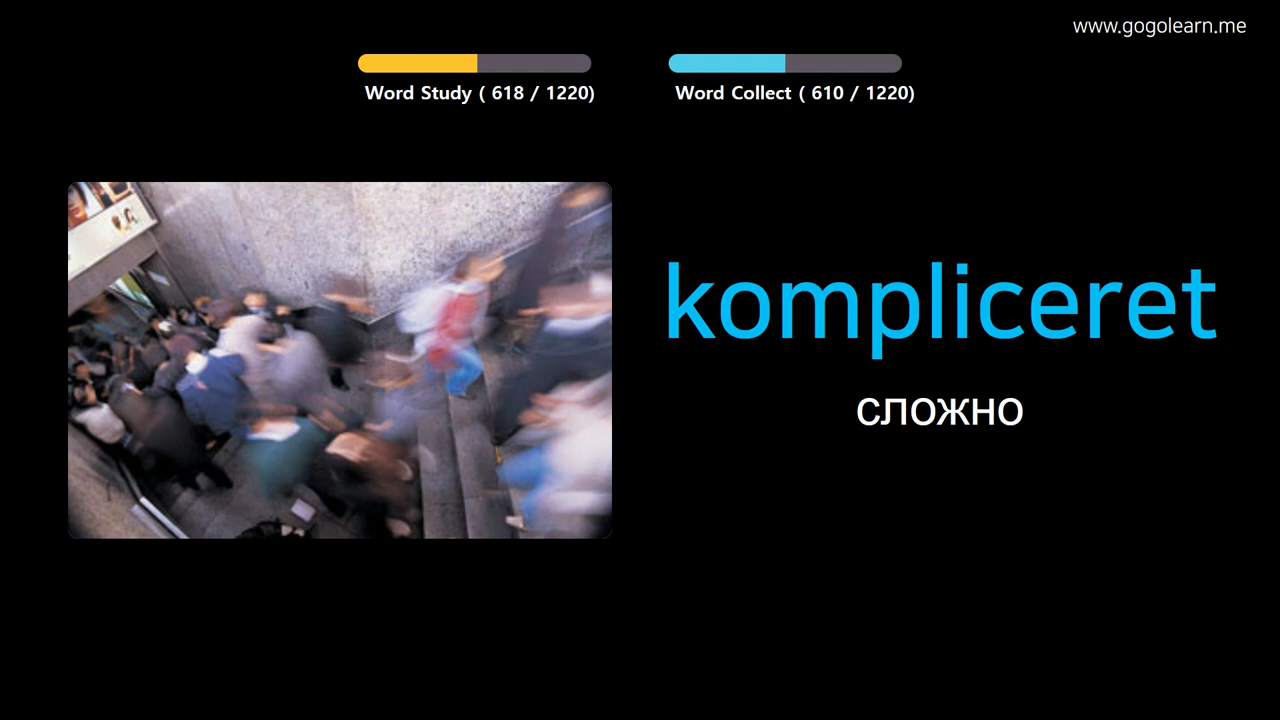 www.gogolearn.me
Word Study ( 618 / 1220)
Word Collect ( 610 / 1220)
kompliceret
сложно